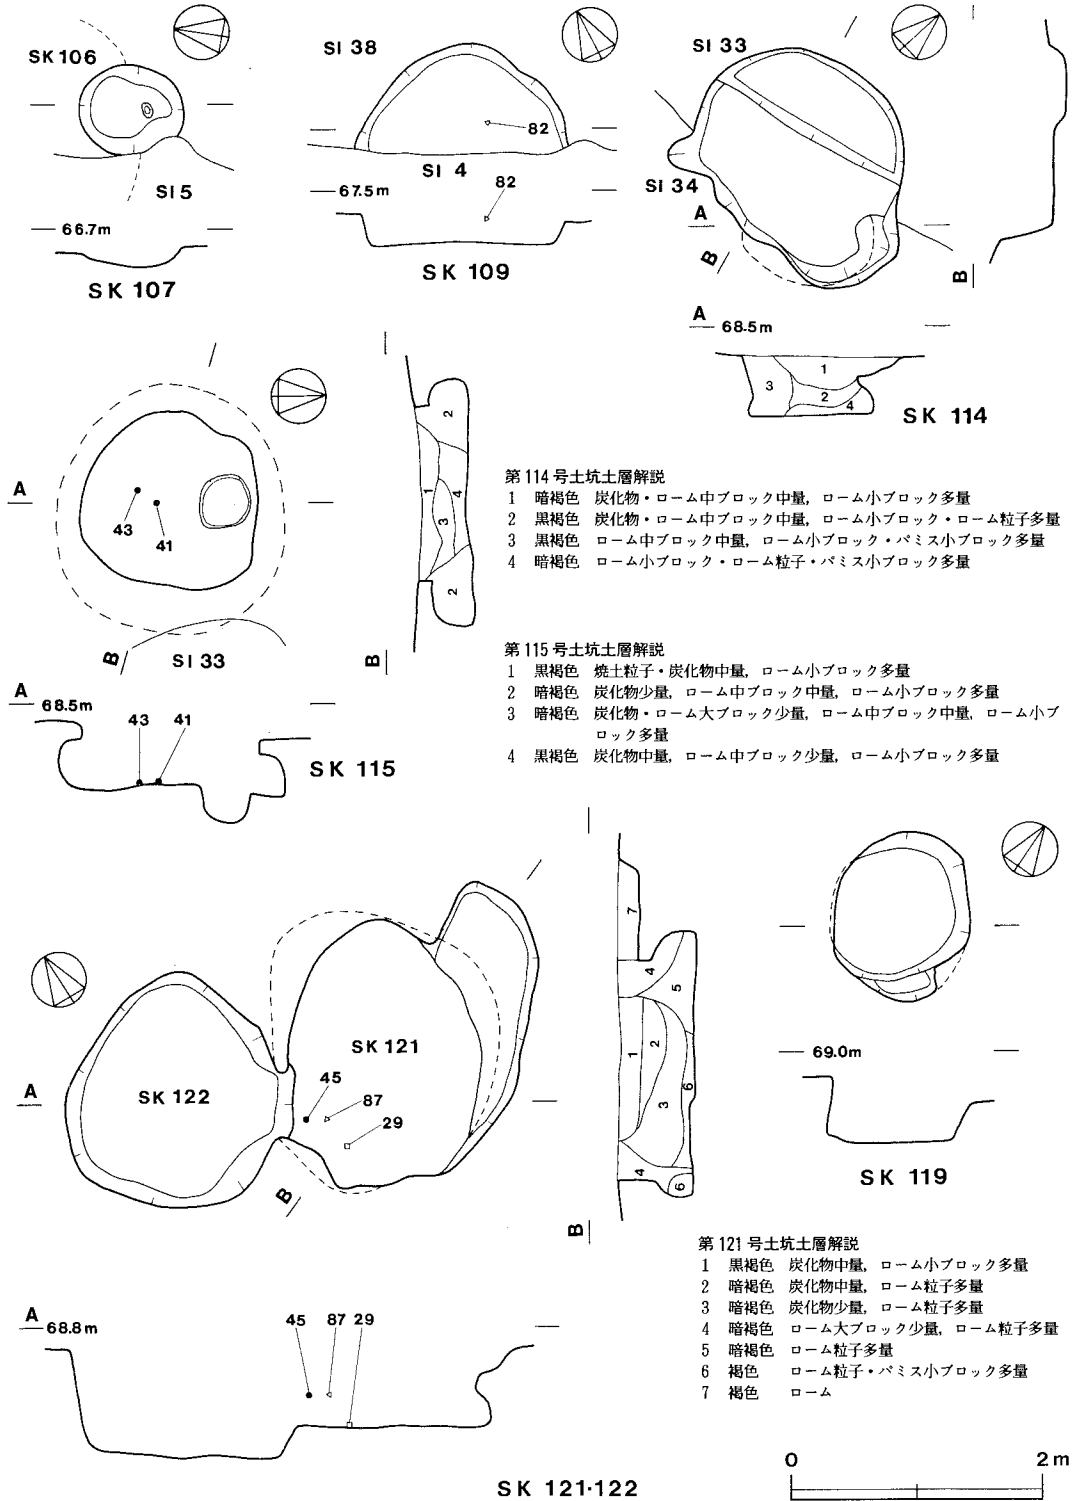 SK 106
SI 5
66.7m
SK 107
SI 38
82
SI 4
82
67.5m
SK 109
SI 33
SI 34
A
B
B
A
68.5m
1
2
3
4
SK 114
A
43
41
B
SI 33
2
1
4
3
2
B
A
68.5m
43
41
SK 115
第114号土坑土層解説
1 暗褐色 炭化物・ローム中ブロック中量，ローム小ブロック多量
2 黒褐色 炭化物・ローム中ブロック中量，ローム小ブロック・ローム粒子多量
3 黒褐色 ローム中ブロック中量，ローム小ブロック・パミス小ブロック多量
4 暗褐色 ローム小ブロック・ローム粒子・パミス小ブロック多量
第115号土坑土層解説
1 黒褐色 焼土粒子・炭化物中量，ローム小ブロック多量
2 暗褐色 炭化物少量，ローム中ブロック中量，ローム小ブロック多量
3 暗褐色 炭化物・ローム大ブロック少量，ローム中ブロック中量，ローム小ブ
ロック多量
4 黒褐色 炭化物中量，ローム中ブロック少量，ローム小ブロック多量
SK 121
SK 122
A
45
87
29
B
7
4
5
1
2
3
6
4
6
B
69.0m
SK 119
第121号土坑土層解説
1 黒褐色 炭化物中量，ローム小ブロック多量
2 暗褐色 炭化物中量，ローム粒子多量
3 暗褐色 炭化物少量，ローム粒子多量
4 暗褐色 ローム大ブロック少量，ローム粒子多量
5 暗褐色 ローム粒子多量
6 褐色 ローム粒子・パミス小ブロック多量
7 褐色 ローム
A
68.8m
45
87
29
SK 121·122
0 2m